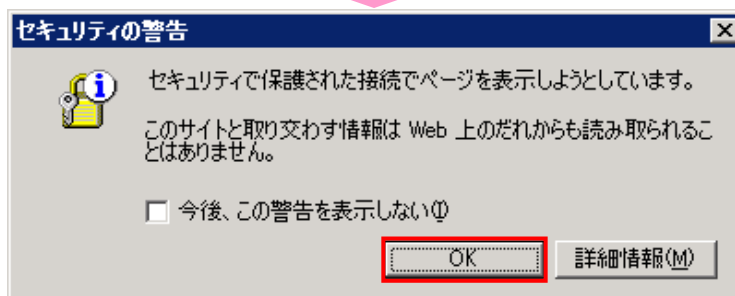 セキュリティの警告
セキュリティで保護された接続でページを表示しようとしています。
このサイトと取り交わす情報は Web 上のだれからも読み取られるこ
とはありません。
今後、この警告を表示しない(I)
OK
詳細情報(M)